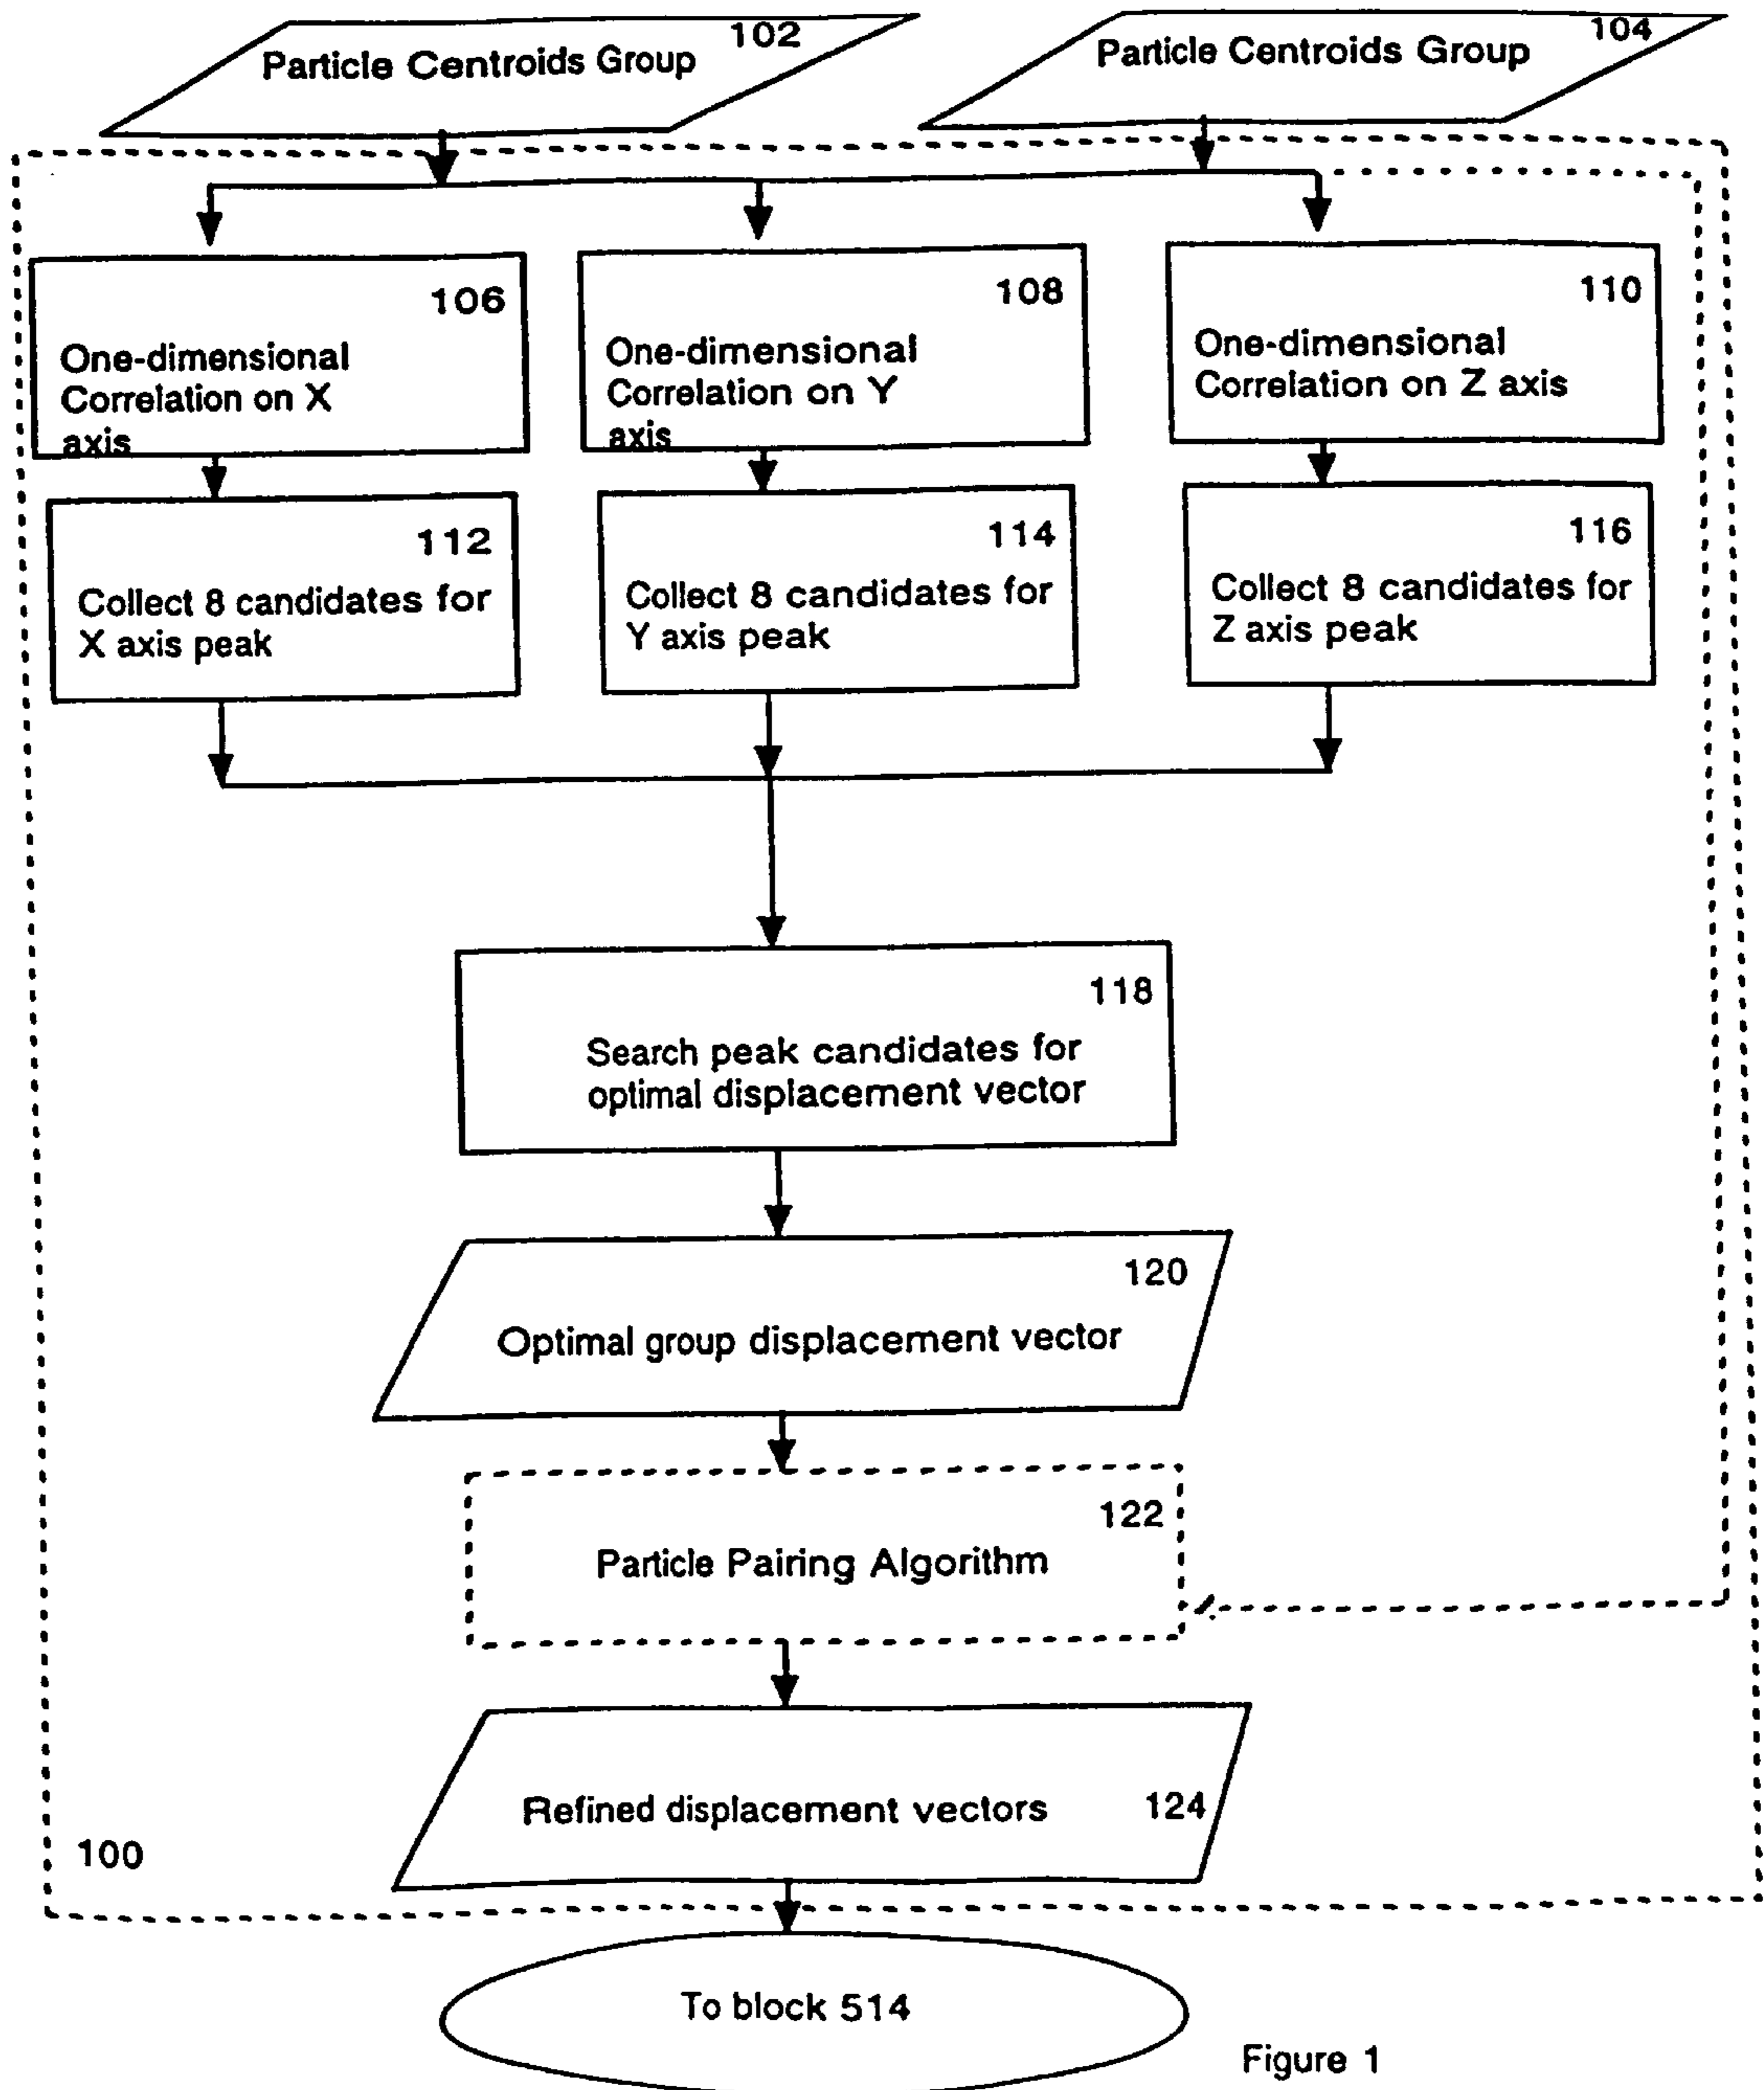 102
Particle Centroids Group
104
Particle Centroids Group
106
One-dimensional
Correlation on X
axis
108
One-dimensional
Correlation on Y
axis
110
One-dimensional
Correlation on Z axis
112
Collect 8 candidates for
X axis peak
114
Collect 8 candidates for
Y axis peak
116
Collect 8 candidates for
Z axis peak
118
Search peak candidates for
optimal displacement vector
120
Optimal group displacement vector
122
Particle Pairing Algorithm
Refined displacement vectors 124
100
To block 514
Figure 1